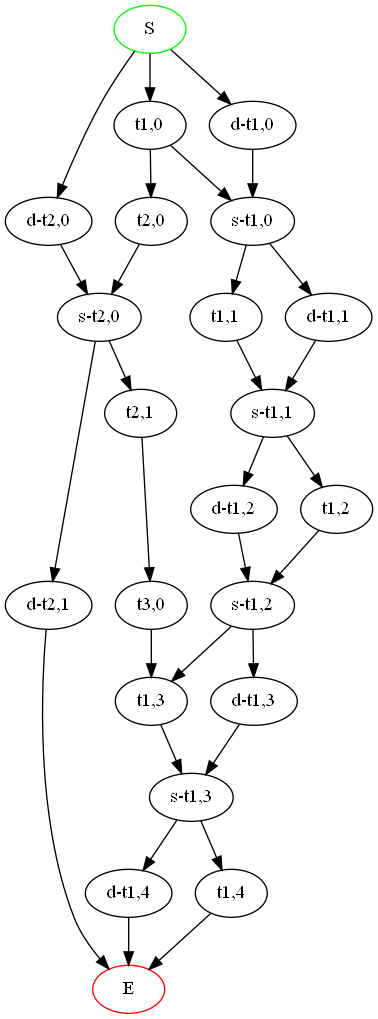 S
t1,0
d-t1,0
d-t2,0
t2,0
s-t1,0
s-t2,0
t1,1
d-t1,1
t2,1
s-t1,1
d-t1,2
t1,2
d-t2,1
t3,0
s-t1,2
t1,3
d-t1,3
s-t1,3
d-t1,4
t1,4
E